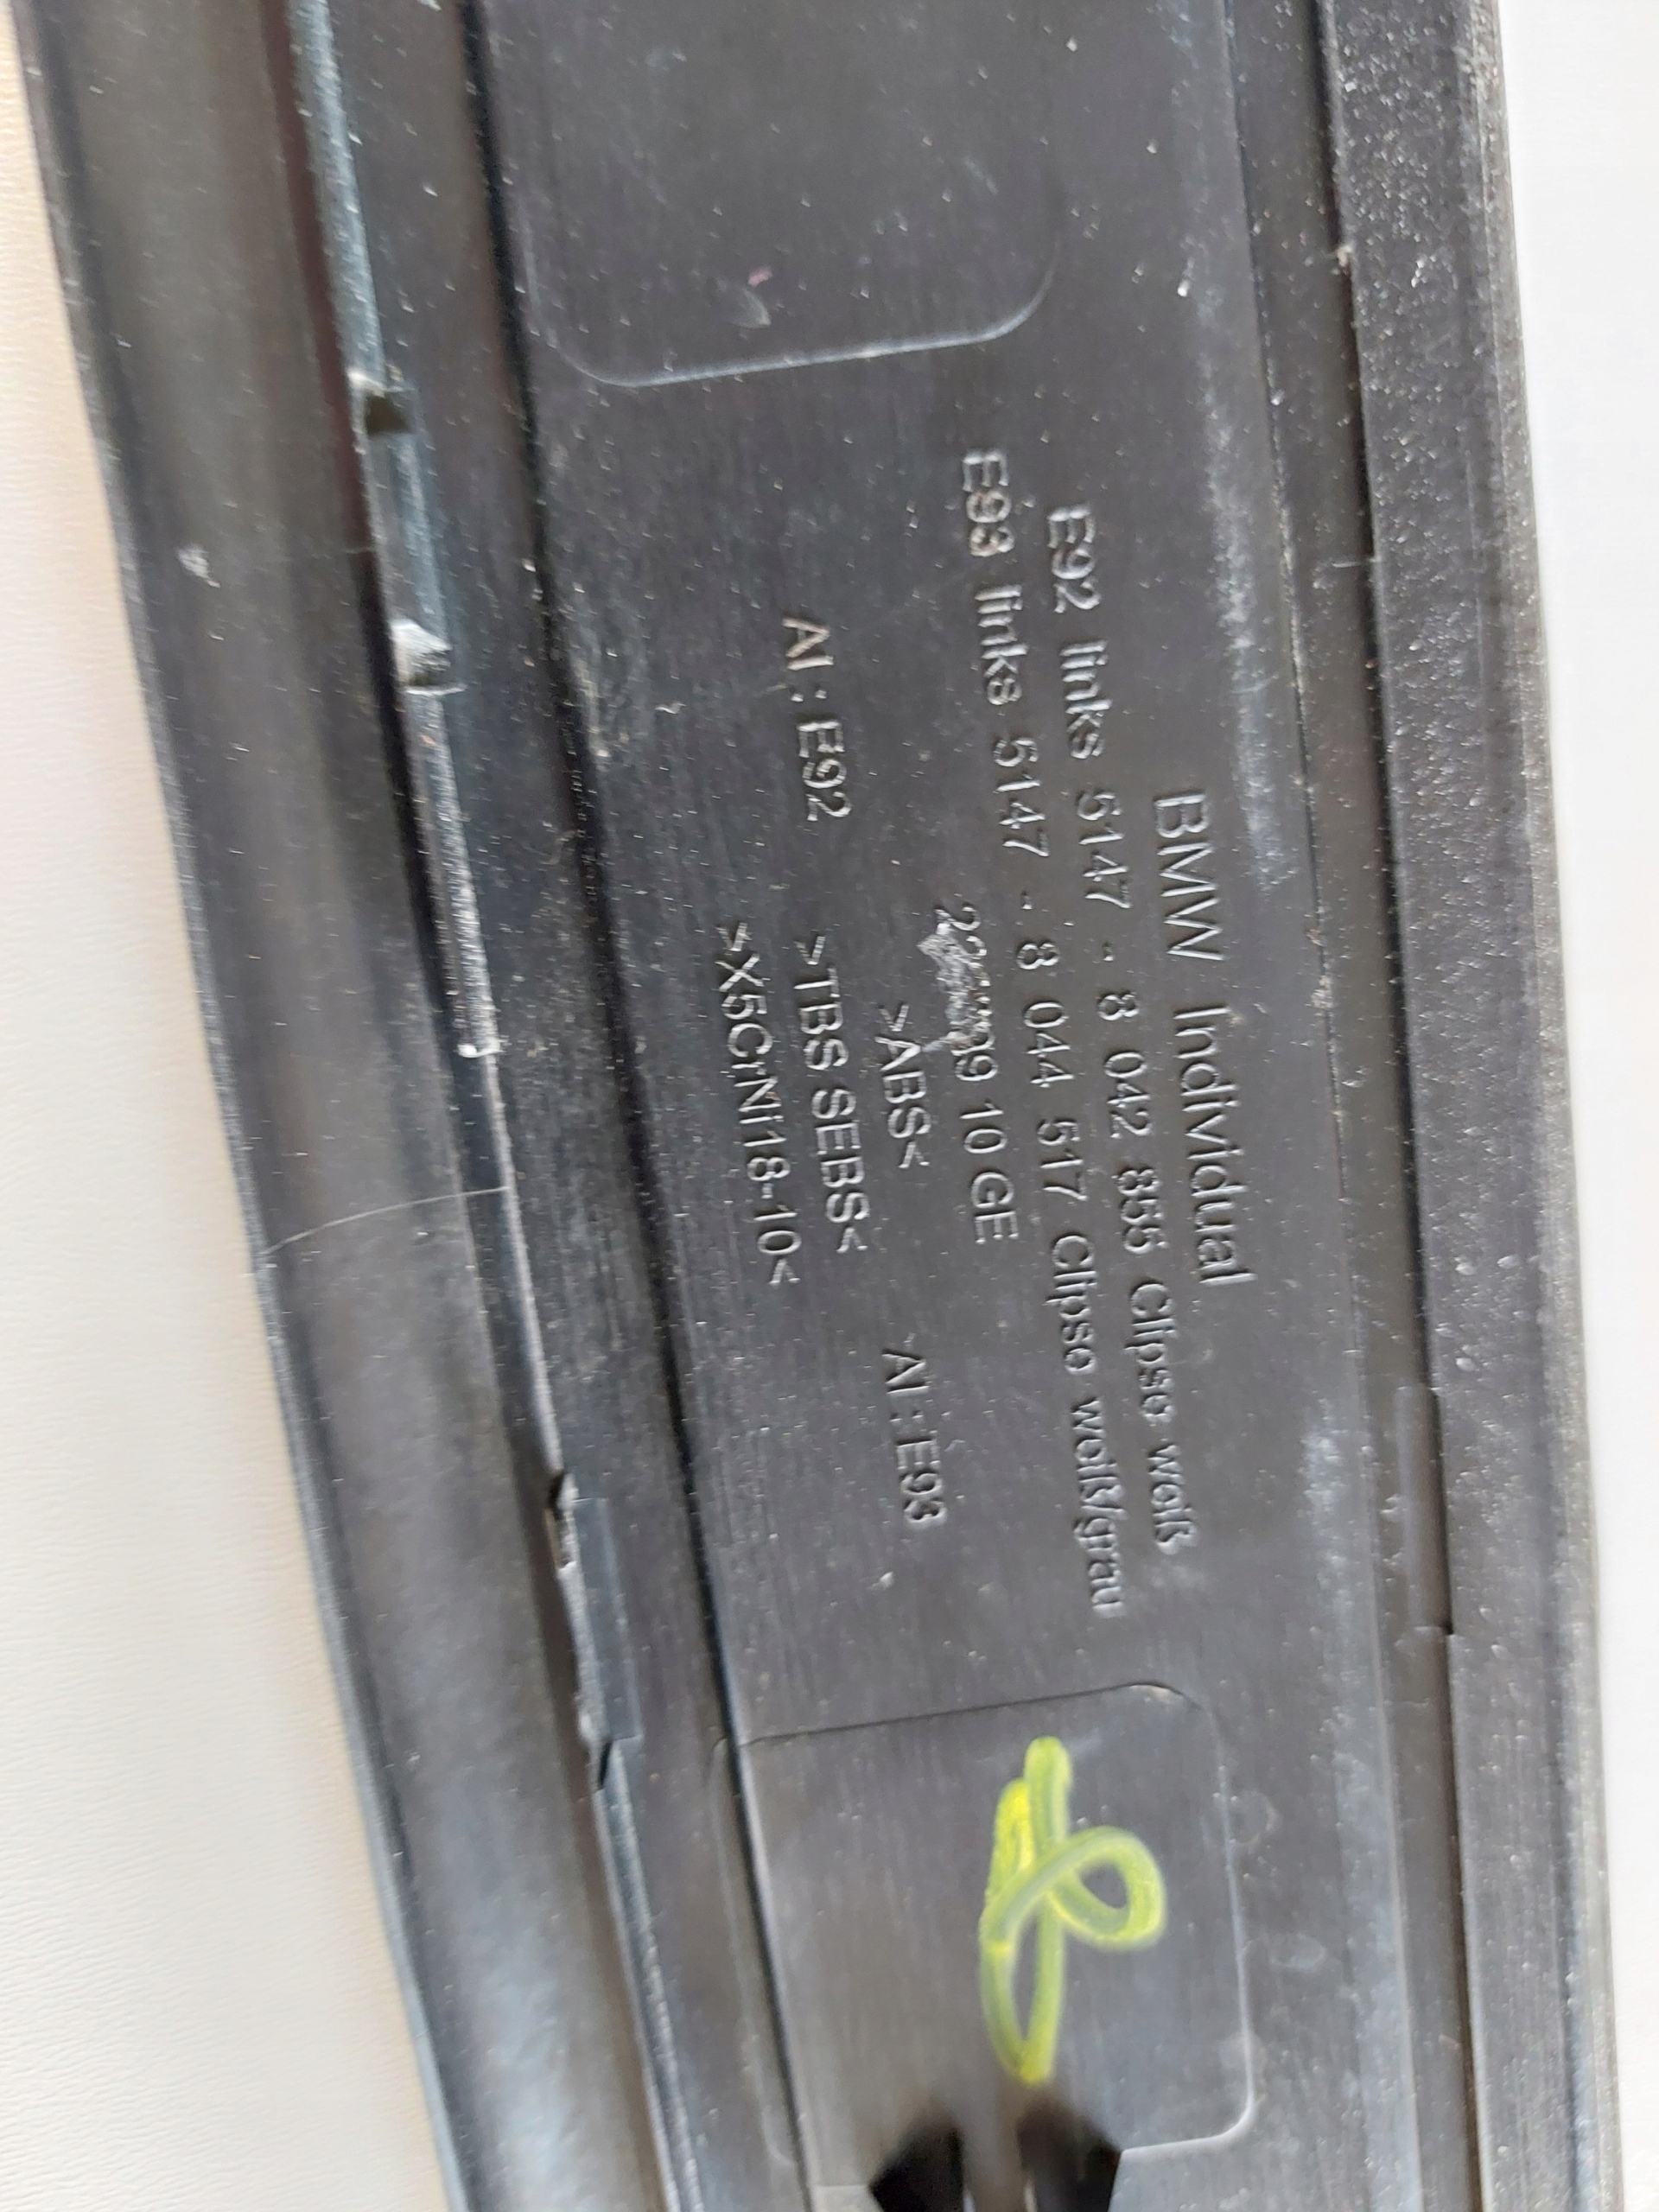 BMW Individual
E92 links 5147 - 8 042 855 Clipse weiß
E93 links 5147 - 8 044 517 Clipse weiß/grau
10 GE
>ABS<
AI : E92 >TBS SEBS< AI : E93
>X5CrNi18-10<